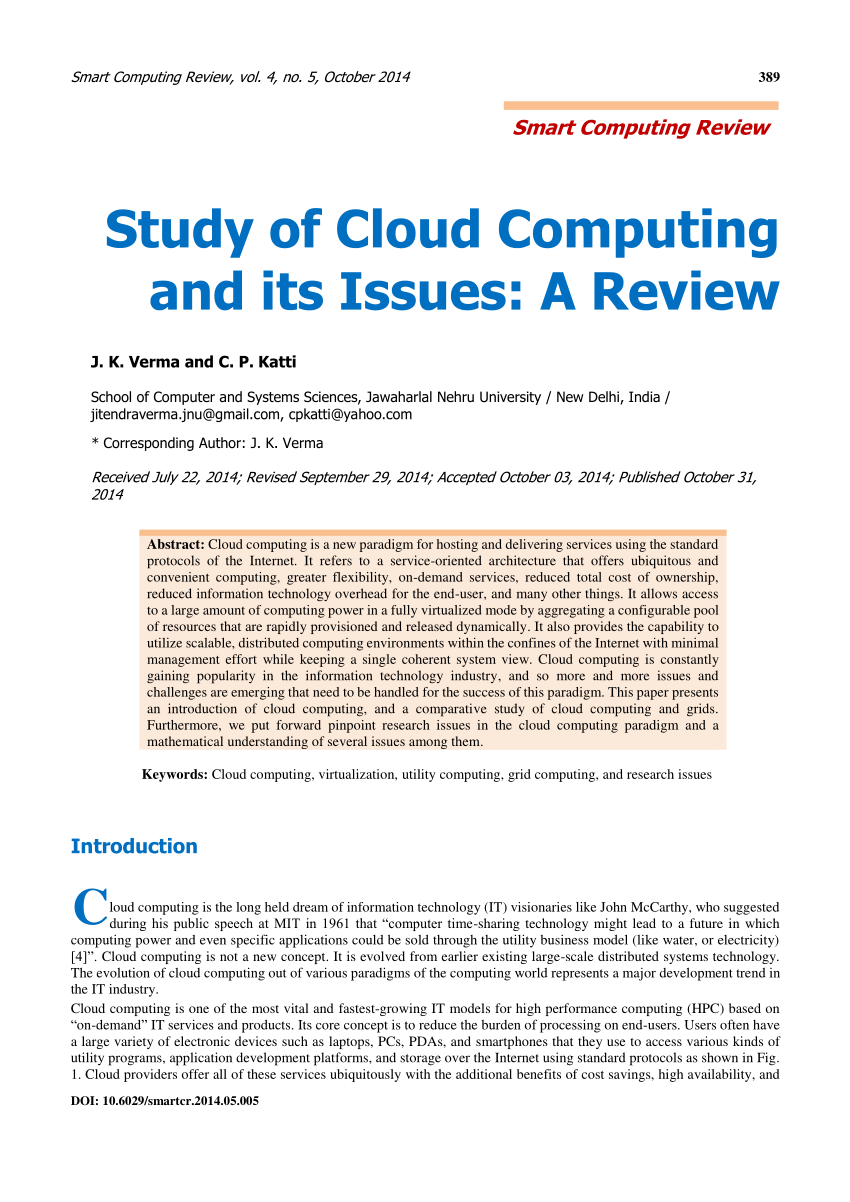 Smart Computing Review, vol. 4, no. 5, October 2014 389
Smart Computing Review
Study of Cloud Computing
and its Issues: A Review
J. K. Verma and C. P. Katti
School of Computer and Systems Sciences, Jawaharlal Nehru University / New Delhi, India /
jitendraverma.jnu@gmail.com, cpkatti@yahoo.com
* Corresponding Author: J. K. Verma
Received July 22, 2014; Revised September 29, 2014; Accepted October 03, 2014; Published October 31,
2014
Abstract: Cloud computing is a new paradigm for hosting and delivering services using the standard
protocols of the Internet. It refers to a service-oriented architecture that offers ubiquitous and
convenient computing, greater flexibility, on-demand services, reduced total cost of ownership,
reduced information technology overhead for the end-user, and many other things. It allows access
to a large amount of computing power in a fully virtualized mode by aggregating a configurable pool
of resources that are rapidly provisioned and released dynamically. It also provides the capability to
utilize scalable, distributed computing environments within the confines of the Internet with minimal
management effort while keeping a single coherent system view. Cloud computing is constantly
gaining popularity in the information technology industry, and so more and more issues and
challenges are emerging that need to be handled for the success of this paradigm. This paper presents
an introduction of cloud computing, and a comparative study of cloud computing and grids.
Furthermore, we put forward pinpoint research issues in the cloud computing paradigm and a
mathematical understanding of several issues among them.
Keywords: Cloud computing, virtualization, utility computing, grid computing, and research issues
Introduction
Cloud computing is the long held dream of information technology (IT) visionaries like John McCarthy, who suggested
during his public speech at MIT in 1961 that “computer time-sharing technology might lead to a future in which
computing power and even specific applications could be sold through the utility business model (like water, or electricity)
[4]”. Cloud computing is not a new concept. It is evolved from earlier existing large-scale distributed systems technology.
The evolution of cloud computing out of various paradigms of the computing world represents a major development trend in
the IT industry.
Cloud computing is one of the most vital and fastest-growing IT models for high performance computing (HPC) based on
“on-demand” IT services and products. Its core concept is to reduce the burden of processing on end-users. Users often have
a large variety of electronic devices such as laptops, PCs, PDAs, and smartphones that they use to access various kinds of
utility programs, application development platforms, and storage over the Internet using standard protocols as shown in Fig.
1. Cloud providers offer all of these services ubiquitously with the additional benefits of cost savings, high availability, and
DOI: 10.6029/smartcr.2014.05.005